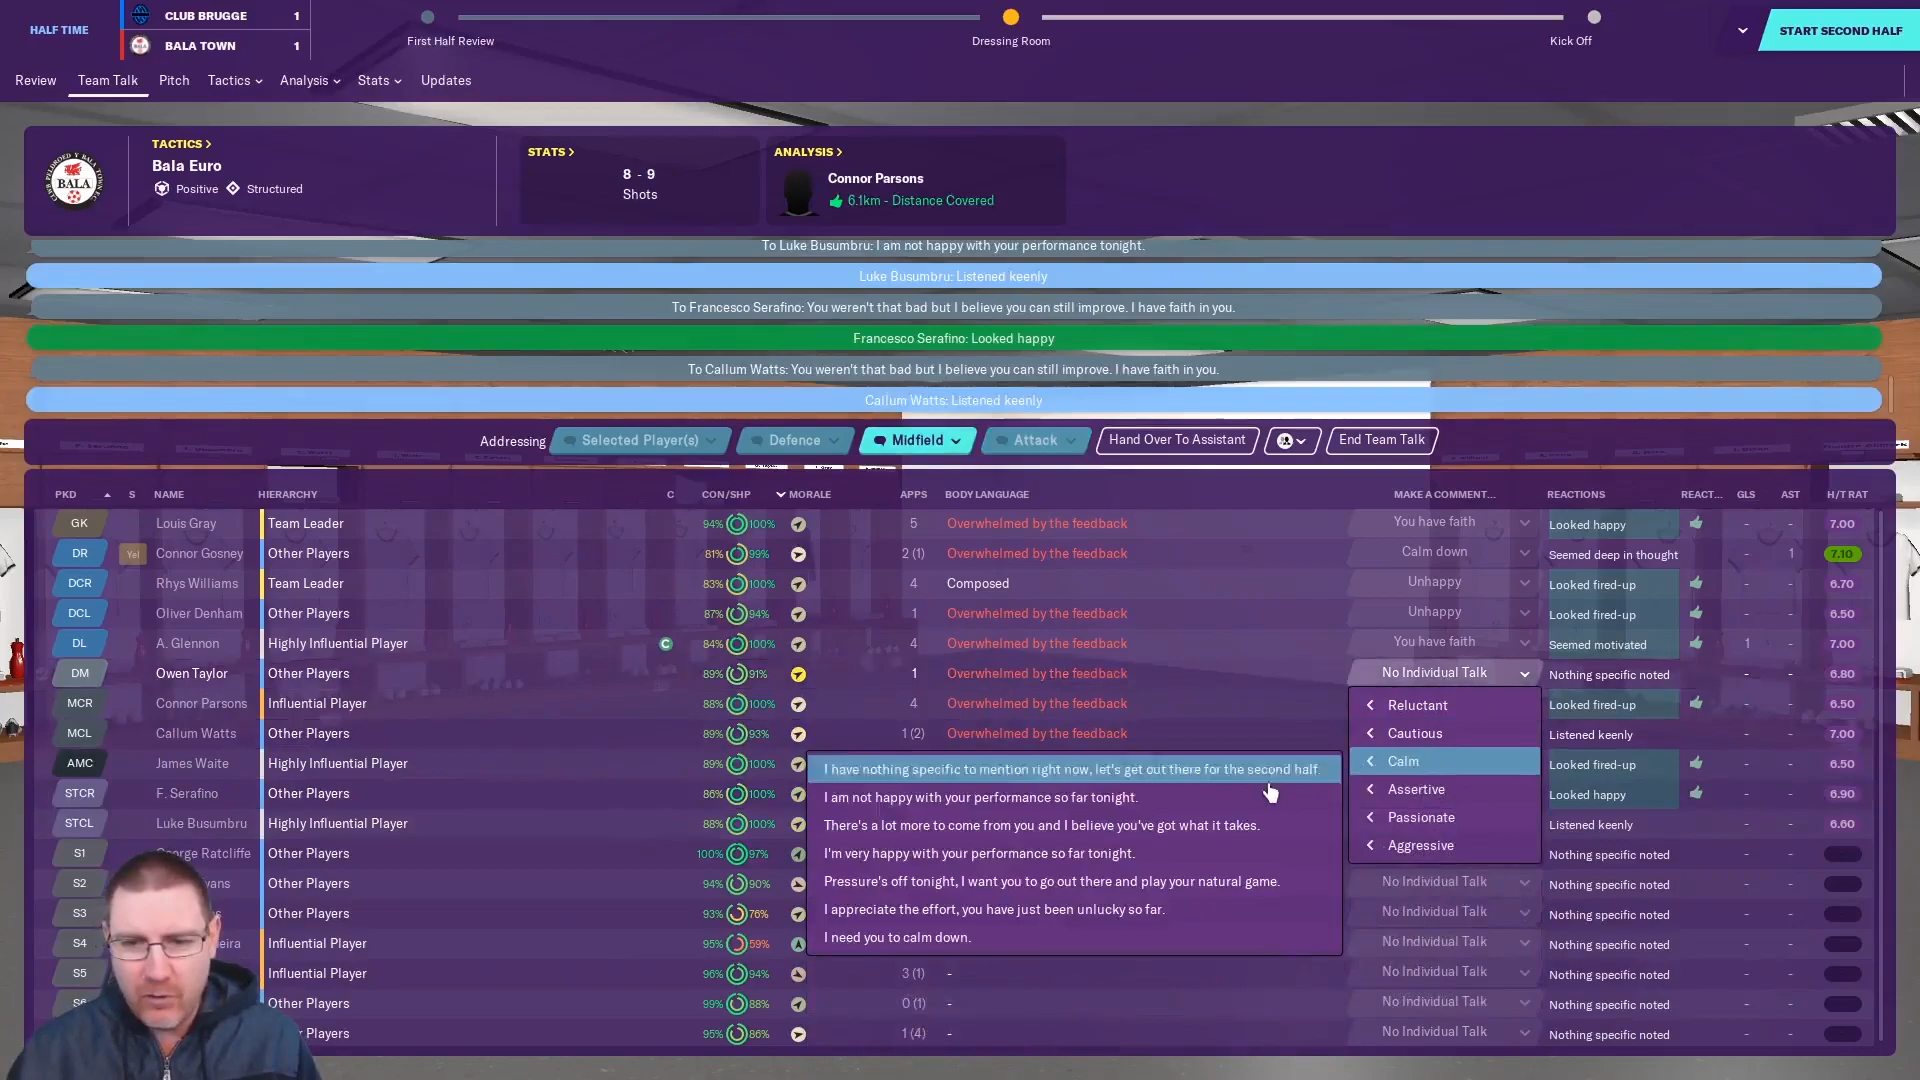 HALF TIME
CLUB BRUGGE 1
BALA TOWN 1
First Half Review
Dressing Room
Kick Off
START SECOND HALF
Review Team Talk Pitch Tactics Analysis Stats Updates
BALA
TACTICS >
Bala Euro
Positive Structured
STATS >
8 - 9
Shots
ANALYSIS >
Connor Parsons
6.1km - Distance Covered
To Luke Busumbru: I am not happy with your performance tonight.
Luke Busumbru: Listened keenly
To Francesco Serafino: You weren't that bad but I believe you can still improve. I have faith in you.
Francesco Serafino: Looked happy
To Callum Watts: You weren't that bad but I believe you can still improve. I have faith in you.
Callum Watts: Listened keenly
Addressing Selected Player(s) Defence Midfield Attack Hand Over To Assistant End Team Talk
PKD S NAME HIERARCHY C CON/SHP MORALE APPS BODY LANGUAGE MAKE A COMMENT... REACTIONS REACT... GLS AST H/T RAT
GK Louis Gray Team Leader 94% 100% 5 Overwhelmed by the feedback You have faith Looked happy - - 7.00
DR Yel Connor Gosney Other Players 81% 99% 2 (1) Overwhelmed by the feedback Calm down Seemed deep in thought - 1 7.10
DCR Rhys Williams Team Leader 83% 100% 4 Composed Unhappy Looked fired-up - - 6.70
DCL Oliver Denham Other Players 87% 94% 1 Overwhelmed by the feedback Unhappy Looked fired-up - - 6.50
DL A. Glennon Highly Influential Player C 84% 100% 4 Overwhelmed by the feedback You have faith Seemed motivated 1 - 7.00
DM Owen Taylor Other Players 89% 91% 1 Overwhelmed by the feedback No Individual Talk Nothing specific noted - - 6.80
MCR Connor Parsons Influential Player 88% 100% 4 Overwhelmed by the feedback Looked fired-up - - 6.50
MCL Callum Watts Other Players 89% 93% 1 (2) Overwhelmed by the feedback Listened keenly - - 7.00
AMC James Waite Highly Influential Player 89% 100% Looked fired-up - - 6.50
STCR F. Serafino Other Players 86% 100% Looked happy - - 6.90
STCL Luke Busumbru Highly Influential Player 88% 100% Listened keenly - - 6.60
S1 George Ratcliffe Other Players 100% 97% Nothing specific noted - -
S2 vans Other Players 94% 90% No Individual Talk Nothing specific noted - -
S3 Other Players 93% 76% No Individual Talk Nothing specific noted - -
S4 eira Influential Player 95% 59% No Individual Talk Nothing specific noted - -
S5 Influential Player 96% 94% 3 (1) - No Individual Talk Nothing specific noted - -
S6 Other Players 99% 88% 0 (1) - No Individual Talk Nothing specific noted - -
r Players 95% 86% 1 (4) - No Individual Talk Nothing specific noted - -
Reluctant
Cautious
Calm
Assertive
Passionate
Aggressive
I have nothing specific to mention right now, let's get out there for the second half.
I am not happy with your performance so far tonight.
There's a lot more to come from you and I believe you've got what it takes.
I'm very happy with your performance so far tonight.
Pressure's off tonight, I want you to go out there and play your natural game.
I appreciate the effort, you have just been unlucky so far.
I need you to calm down.